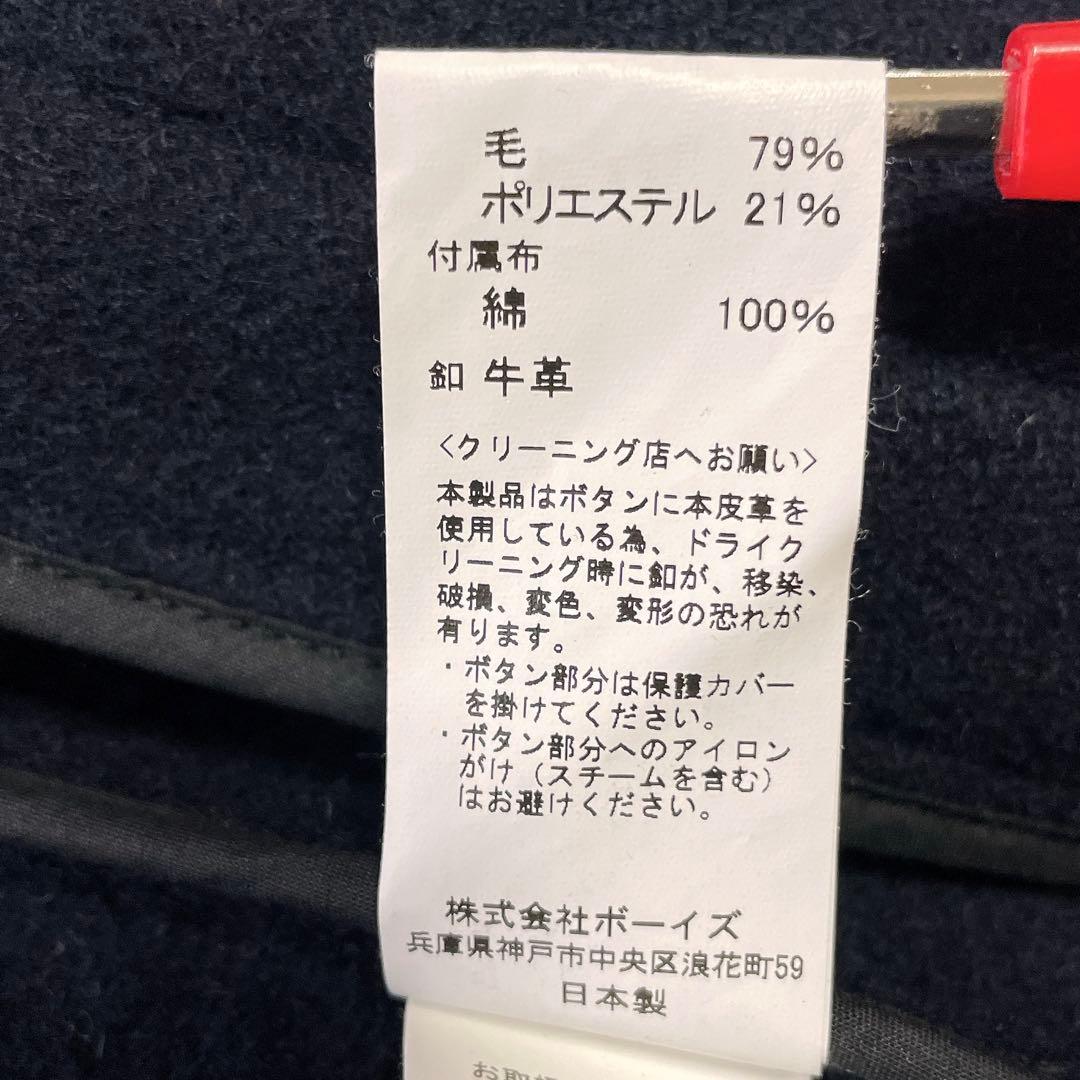 毛 79%
ポリエステル 21%
付属布
綿 100%
釦 牛革
<クリーニング店へお願い>
本製品はボタンに本皮革を
使用している為、ドライク
リーニング時に釦が、移染、
破損、変色、変形の恐れが
有ります。
・ボタン部分は保護カバー
を掛けてください。
・ボタン部分へのアイロン
がけ（スチームを含む）
はお避けください。
株式会社ボーイズ
兵庫県神戸市中央区浪花町59
日本製
お取